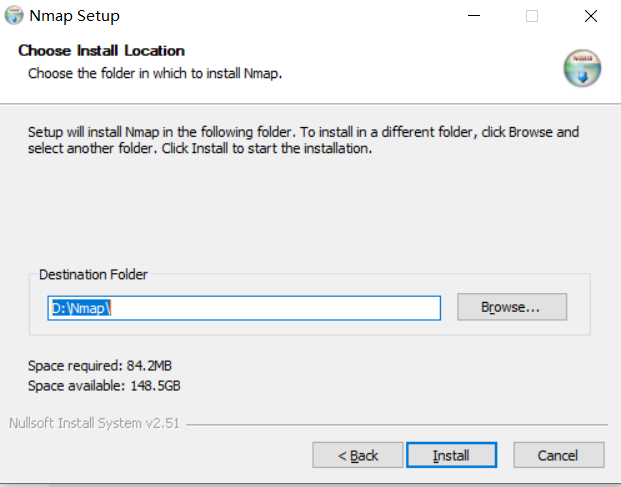 Nmap Setup
Choose Install Location
Choose the folder in which to install Nmap.
Setup will install Nmap in the following folder. To install in a different folder, click Browse and
select another folder. Click Install to start the installation.
Destination Folder
D:\Nmap\
Browse...
Space required: 84.2MB
Space available: 148.5GB
Nullsoft Install System v2.51
< Back
Install
Cancel